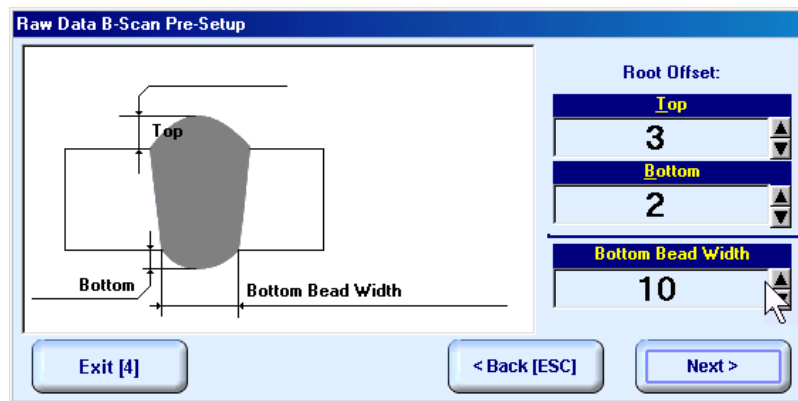 Raw Data B-Scan Pre-Setup
Top
Bottom
Bottom Bead Width
Root Offset:
Top
3
Bottom
2
Bottom Bead Width
10
Exit [4]
< Back [ESC]
Next >